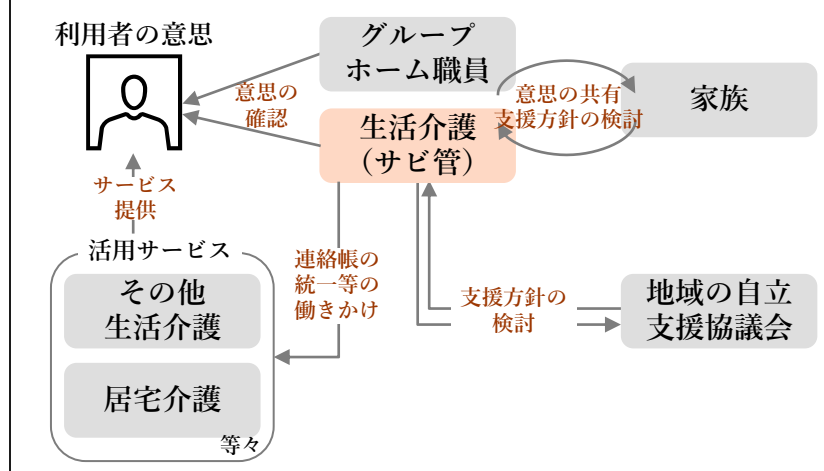 利用者の意思
グループ
ホーム職員
意思の
確認
意思の共有
支援方針の検討
家族
生活介護
（サビ管）
サービス
提供
活用サービス
その他
生活介護
居宅介護
等々
連絡帳の
統一等の
働きかけ
支援方針の
検討
地域の自立
支援協議会